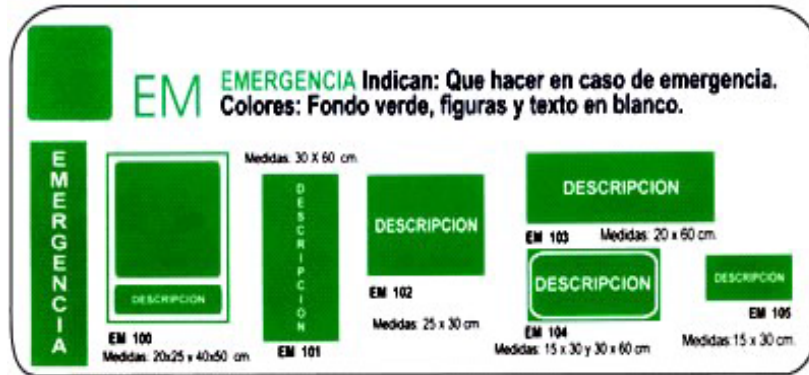 EM
EMERGENCIA Indican: Que hacer en caso de emergencia.
Colores: Fondo verde, figuras y texto en blanco.
EMERGENCIA
DESCRIPCION
EM 100
Medidas: 20x25 y 40x50 cm.
Medidas: 30 X 60 cm.
DESCRIPCION
EM 101
DESCRIPCION
EM 102
Medidas: 25 x 30 cm
DESCRIPCION
EM 103 Medidas: 20 x 60 cm.
DESCRIPCION
EM 104
Medidas: 15 x 30 y 30 x 60 cm.
DESCRIPCION
EM 105
Medidas:15 x 30 cm.